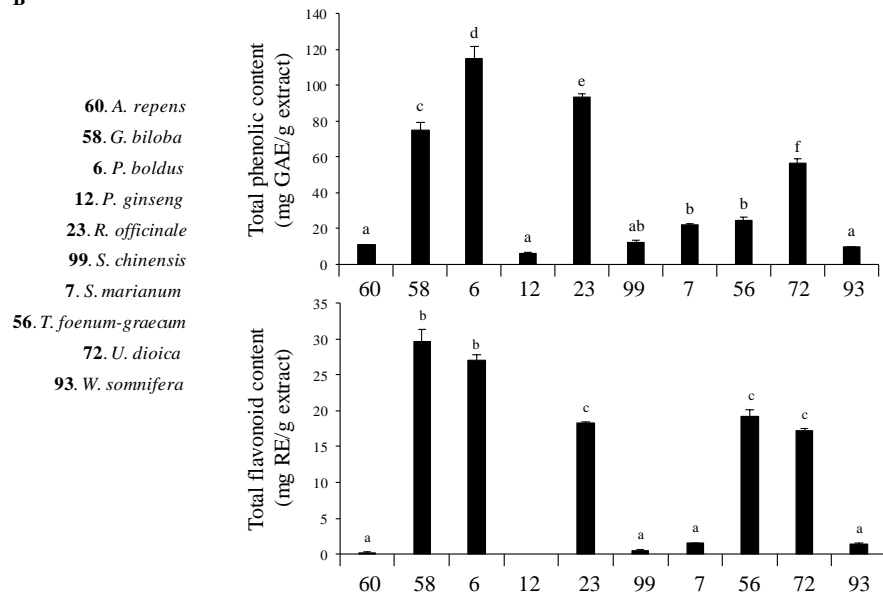 B
60. A. repens
58. G. biloba
6. P. boldus
12. P. ginseng
23. R. officinale
99. S. chinensis
7. S. marianum
56. T. foenum-graecum
72. U. dioica
93. W. somnifera
Total phenolic content
(mg GAE/g extract)
140
120
100
80
60
40
20
0
a
c
d
a
e
ab
b
b
f
a
60 58 6 12 23 99 7 56 72 93
Total flavonoid content
(mg RE/g extract)
35
30
25
20
15
10
5
0
a
b
b
c
a
a
c
c
a
60 58 6 12 23 99 7 56 72 93